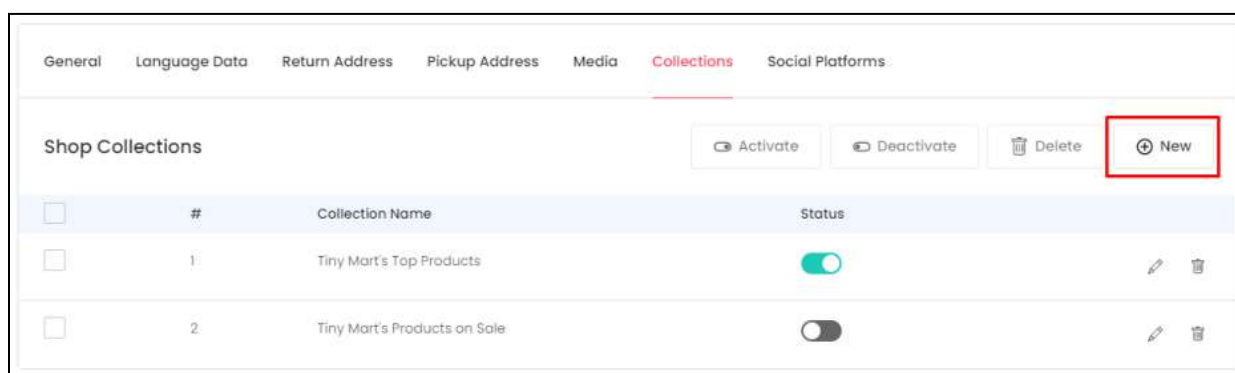 General Language Data Return Address Pickup Address Media Collections Social Platforms
Shop Collections Activate Deactivate Delete New
# Collection Name Status
1 Tiny Mart's Top Products
2 Tiny Mart's Products on Sale